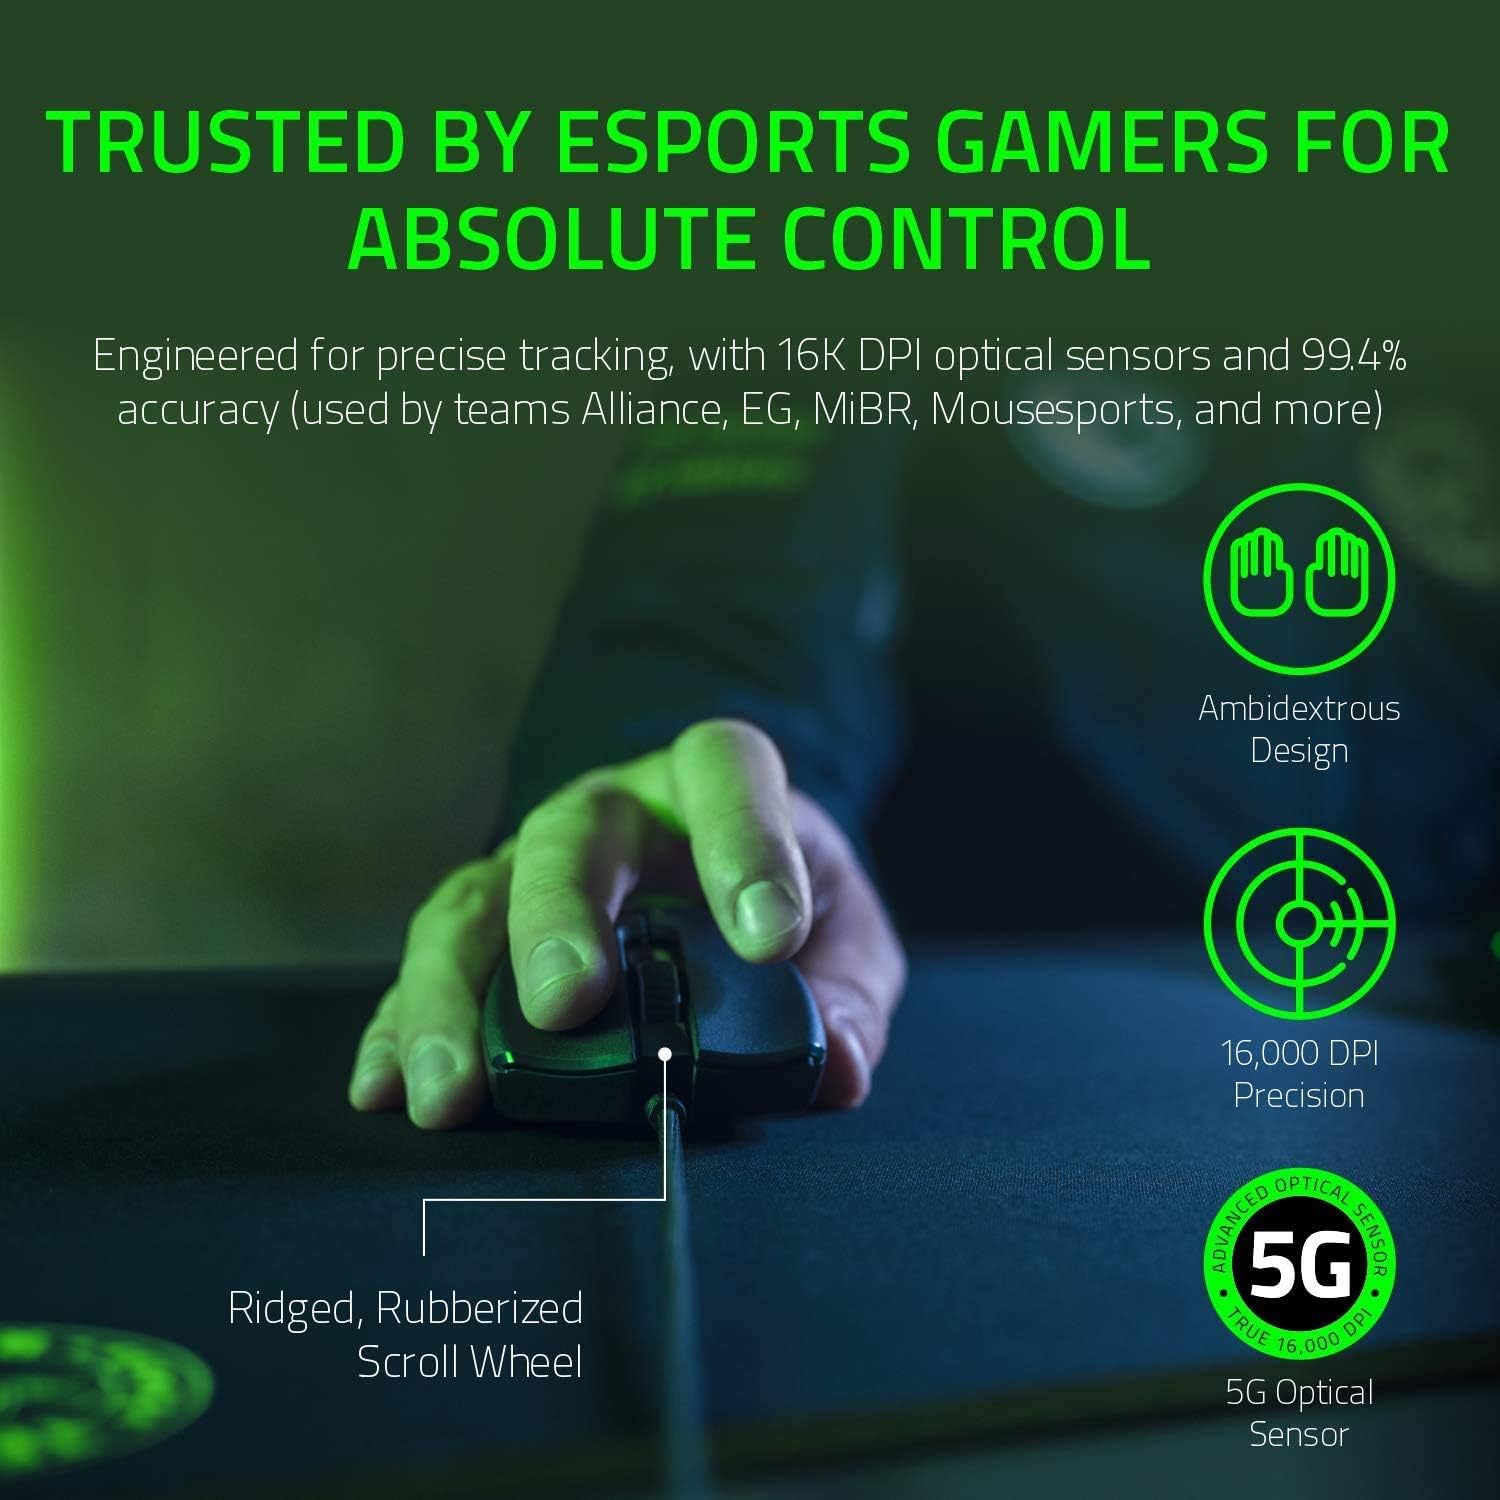 TRUSTED BY ESPORTS GAMERS FOR
ABSOLUTE CONTROL
Engineered for precise tracking, with 16K DPI optical sensors and 99.4%
accuracy (used by teams Alliance, EG, MiBR, Mousesports, and more)
Ambidextrous
Design
16,000 DPI
Precision
ADVANCED OPTICAL SENSOR
5G
• TRUE 16,000 DPI •
5G Optical
Sensor
Ridged, Rubberized
Scroll Wheel